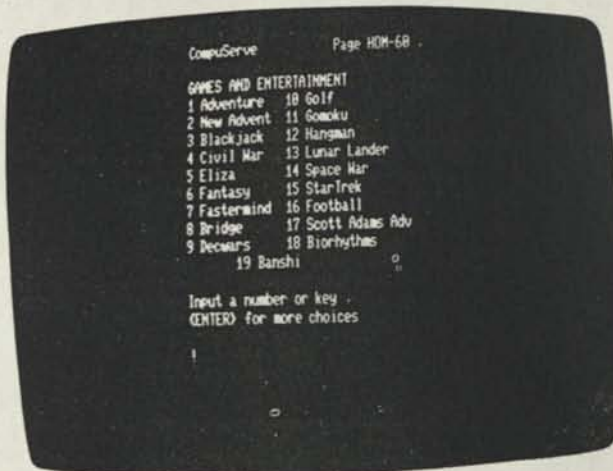 CompuServe Page HOM-60 .
GAMES AND ENTERTAINMENT
1 Adventure 10 Golf
2 New Advent 11 Gomoku
3 Blackjack 12 Hangman
4 Civil War 13 Lunar Lander
5 Eliza 14 Space War
6 Fantasy 15 StarTrek
7 Fastermind 16 Football
8 Bridge 17 Scott Adams Adv
9 Decwars 18 Biorhythms
19 Banshi
Input a number or key .
<ENTER> for more choices
!